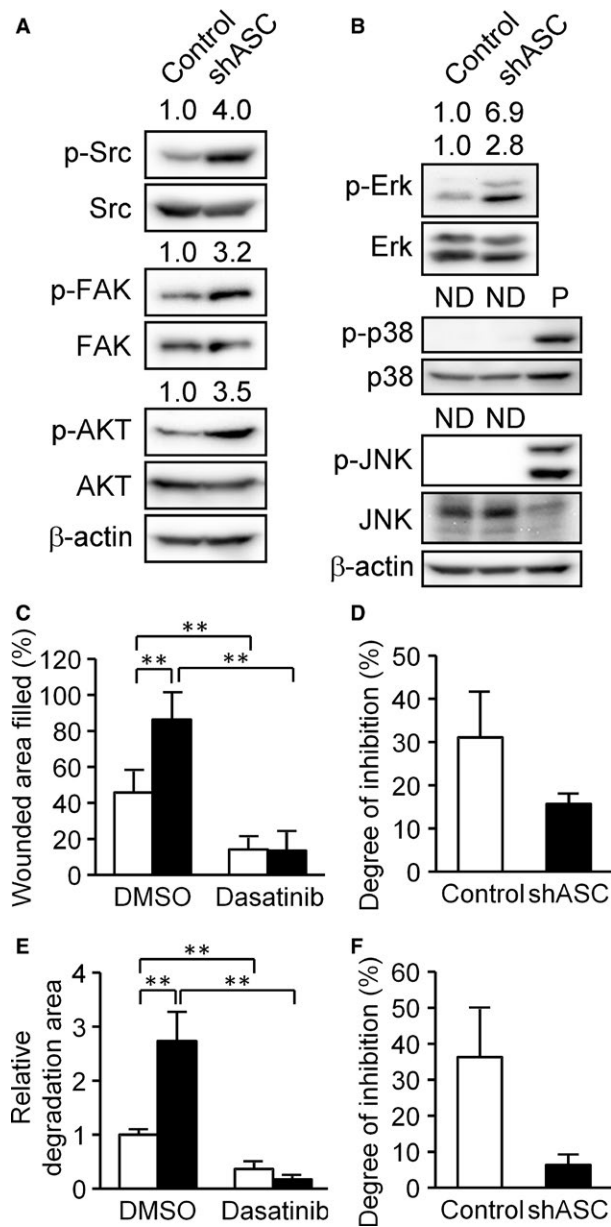 A
Control shASC
1.0 4.0
p-Src
Src
1.0 3.2
p-FAK
FAK
1.0 3.5
p-AKT
AKT
β-actin
B
Control shASC
1.0 6.9
1.0 2.8
p-Erk
Erk
ND ND P
p-p38
p38
ND ND
p-JNK
JNK
β-actin
C
Wounded area filled (%)
120
100
80
60
40
20
0
** **
**
DMSO Dasatinib
D
Degree of inhibition (%)
50
40
30
20
10
0
Control shASC
E
Relative
degradation area
4
3
2
1
0
**
** **
DMSO Dasatinib
F
Degree of inhibition (%)
60
50
40
30
20
10
0
Control shASC